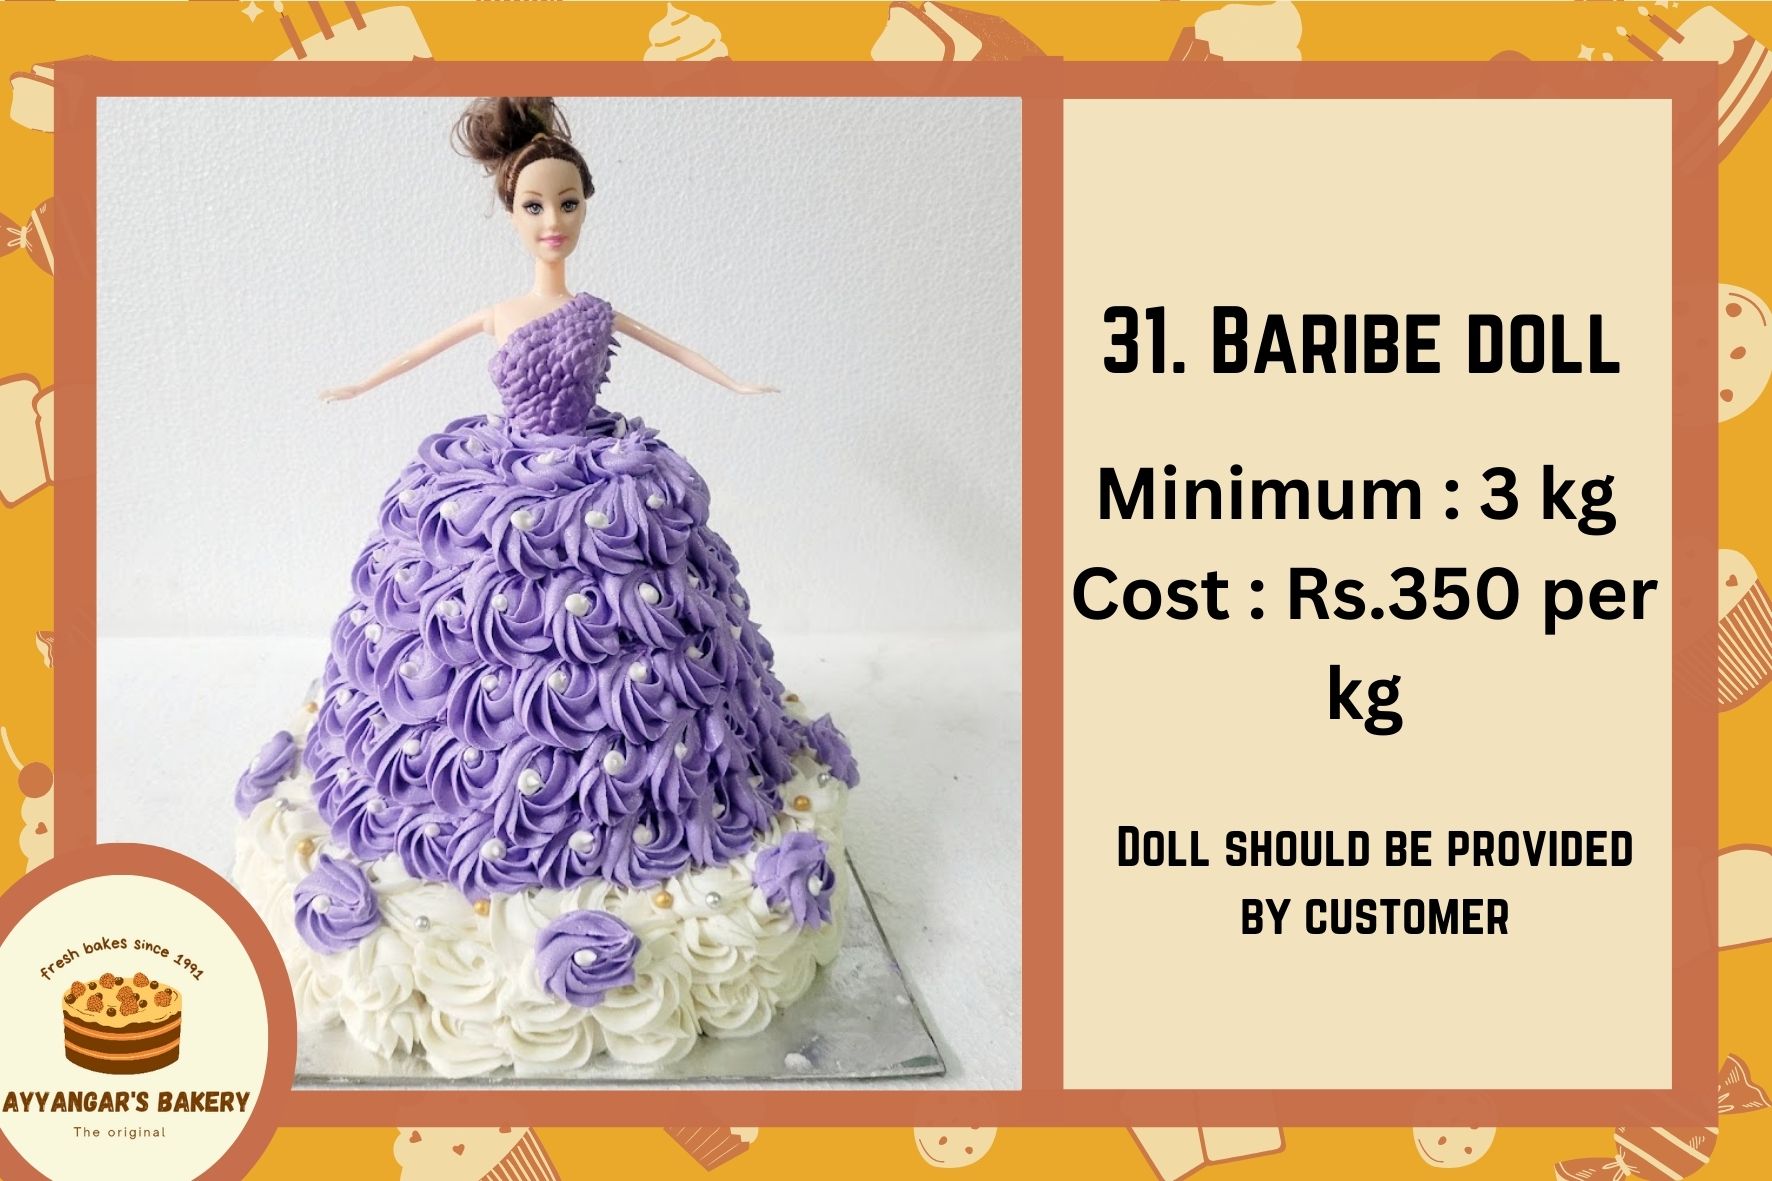 31. BARIBE DOLL
Minimum : 3 kg
Cost : Rs.350 per
kg
DOLL SHOULD BE PROVIDED
BY CUSTOMER
fresh bakes since 1991
AYYANGAR'S BAKERY
The original